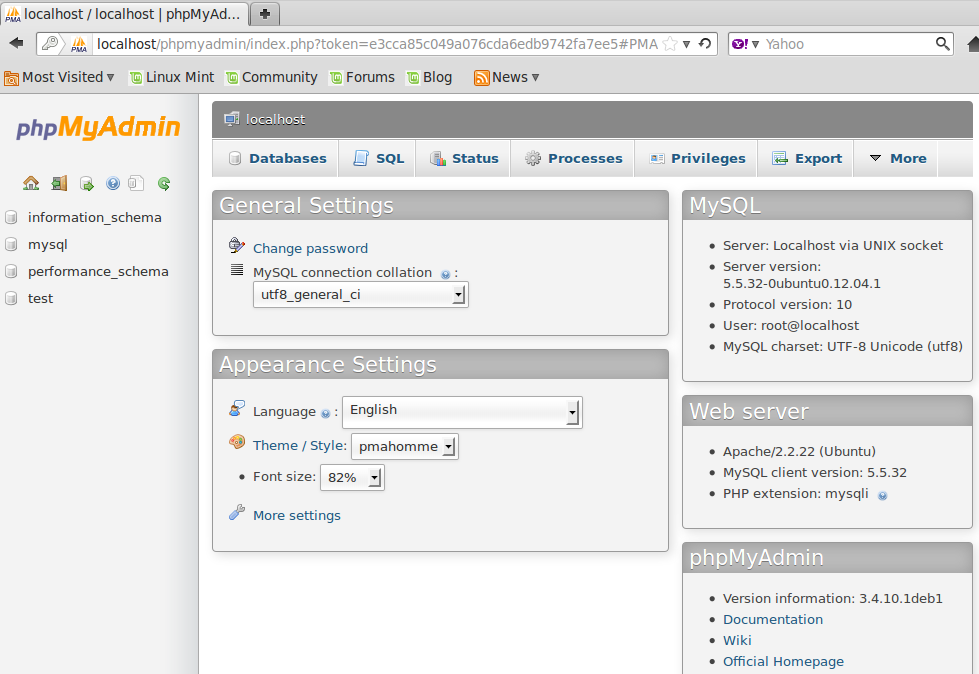 localhost / localhost | phpMyAd...
localhost/phpmyadmin/index.php?token=e3cca85c049a076cda6edb9742fa7ee5#PMA
Yahoo
Most Visited
Linux Mint
Community
Forums
Blog
News
phpMyAdmin
information_schema
mysql
performance_schema
test
localhost
Databases
SQL
Status
Processes
Privileges
Export
More
General Settings
Change password
MySQL connection collation :
utf8_general_ci
Appearance Settings
Language : English
Theme / Style: pmahomme
Font size: 82%
More settings
MySQL
Server: Localhost via UNIX socket
Server version:
5.5.32-0ubuntu0.12.04.1
Protocol version: 10
User: root@localhost
MySQL charset: UTF-8 Unicode (utf8)
Web server
Apache/2.2.22 (Ubuntu)
MySQL client version: 5.5.32
PHP extension: mysqli
phpMyAdmin
Version information: 3.4.10.1deb1
Documentation
Wiki
Official Homepage